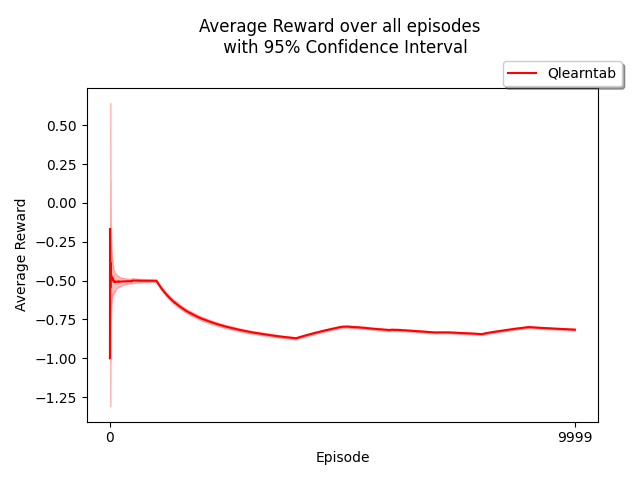 Average Reward over all episodes
with 95% Confidence Interval
Qlearntab
0.50
0.25
0.00
−0.25
−0.50
−0.75
−1.00
−1.25
Average Reward
0
9999
Episode